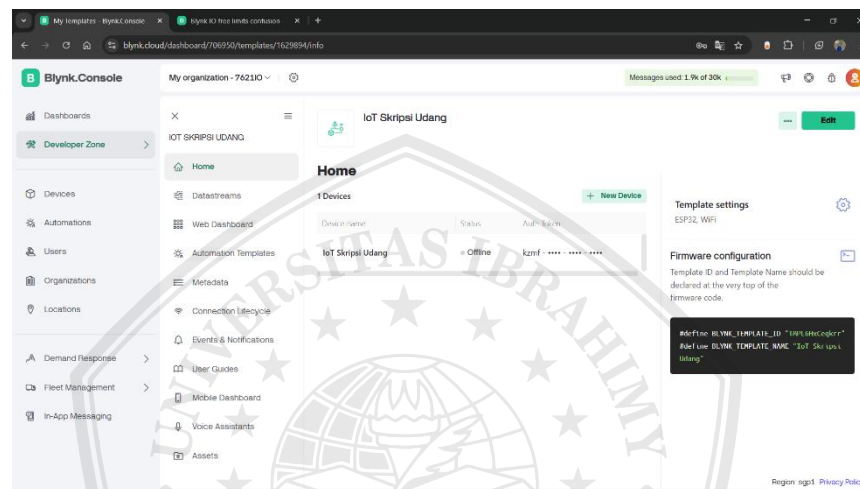 My Templates - Blynk.Console
Blynk IO free limits confusion
blynk.cloud/dashboard/706950/templates/1629894/info
Blynk.Console
My organization - 7621IO
Messages used: 1.9k of 30k
Dashboards
Developer Zone
Devices
Automations
Users
Organizations
Locations
Demand Response
Fleet Management
In-App Messaging
IOT SKRIPSI UDANG
Home
Datastreams
Web Dashboard
Automation Templates
Metadata
Connection Lifecycle
Events & Notifications
User Guides
Mobile Dashboard
Voice Assistants
Assets
IoT Skripsi Udang
Edit
Home
1 Devices
+ New Device
Device name Status Auth Token
IoT Skripsi Udang Offline kzmf - •••• - •••• - ••••
Template settings
ESP32, WiFi
Firmware configuration
Template ID and Template Name should be
declared at the very top of the
firmware code.
#define BLYNK_TEMPLATE_ID
#define BLYNK_TEMPLATE_NAME "IoT Skripsi
Udang"
Region: sgp1 Privacy Polic
UNIVERSITAS IBRAHIMY